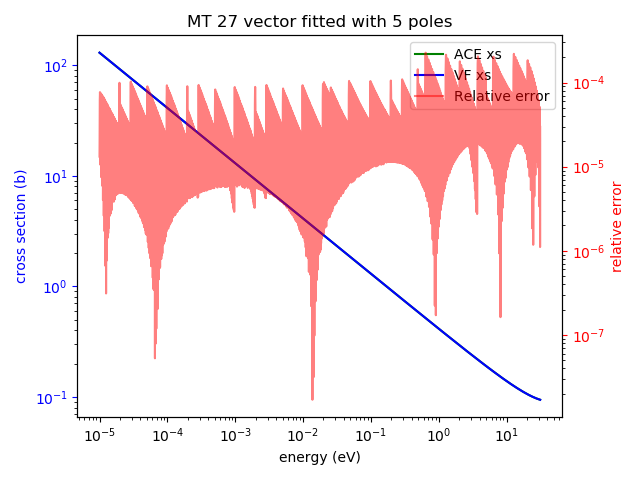 MT 27 vector fitted with 5 poles
ACE xs
VF xs
Relative error
cross section (b)
10²
10¹
10⁰
10⁻¹
relative error
10⁻⁴
10⁻⁵
10⁻⁶
10⁻⁷
10⁻⁵ 10⁻⁴ 10⁻³ 10⁻² 10⁻¹ 10⁰ 10¹
energy (eV)